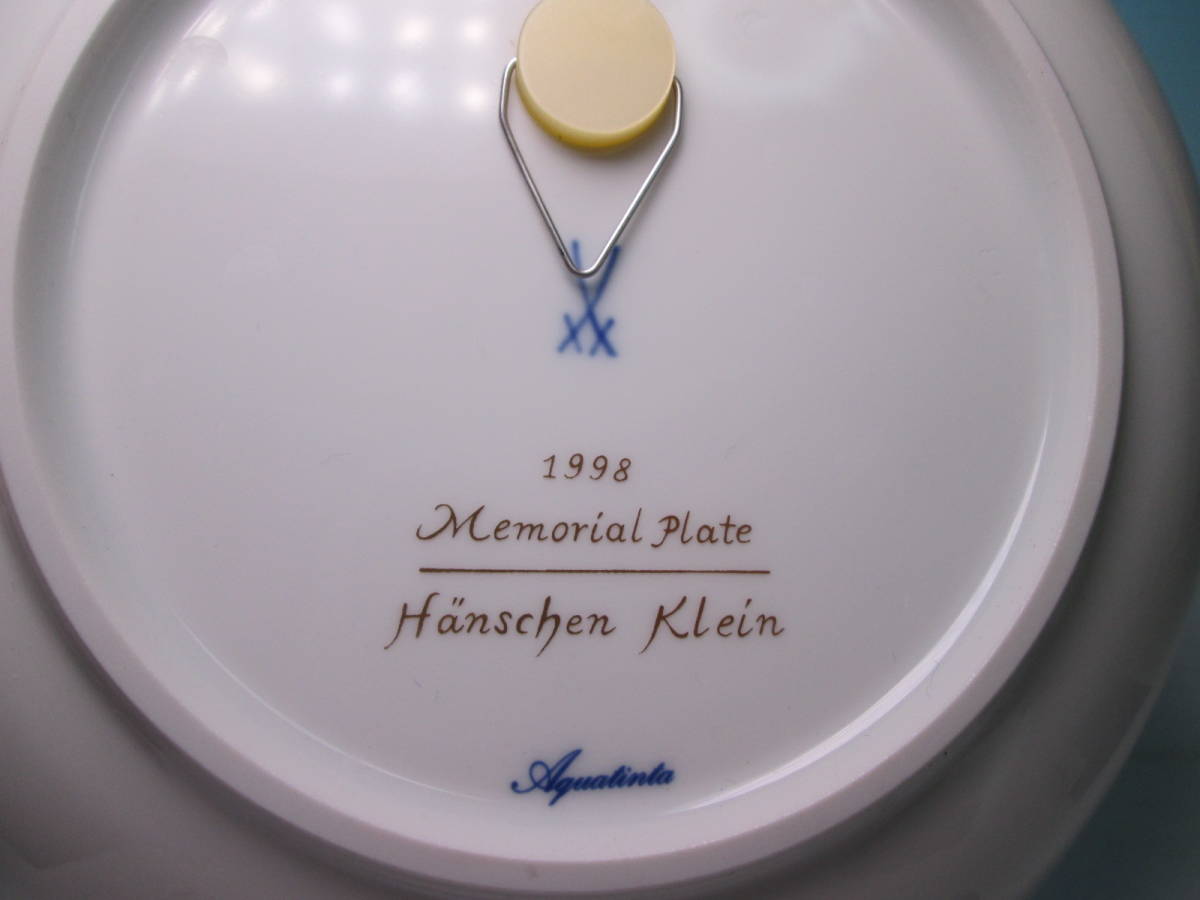 1998
Memorial Plate
Hänschen Klein
Aquatinta